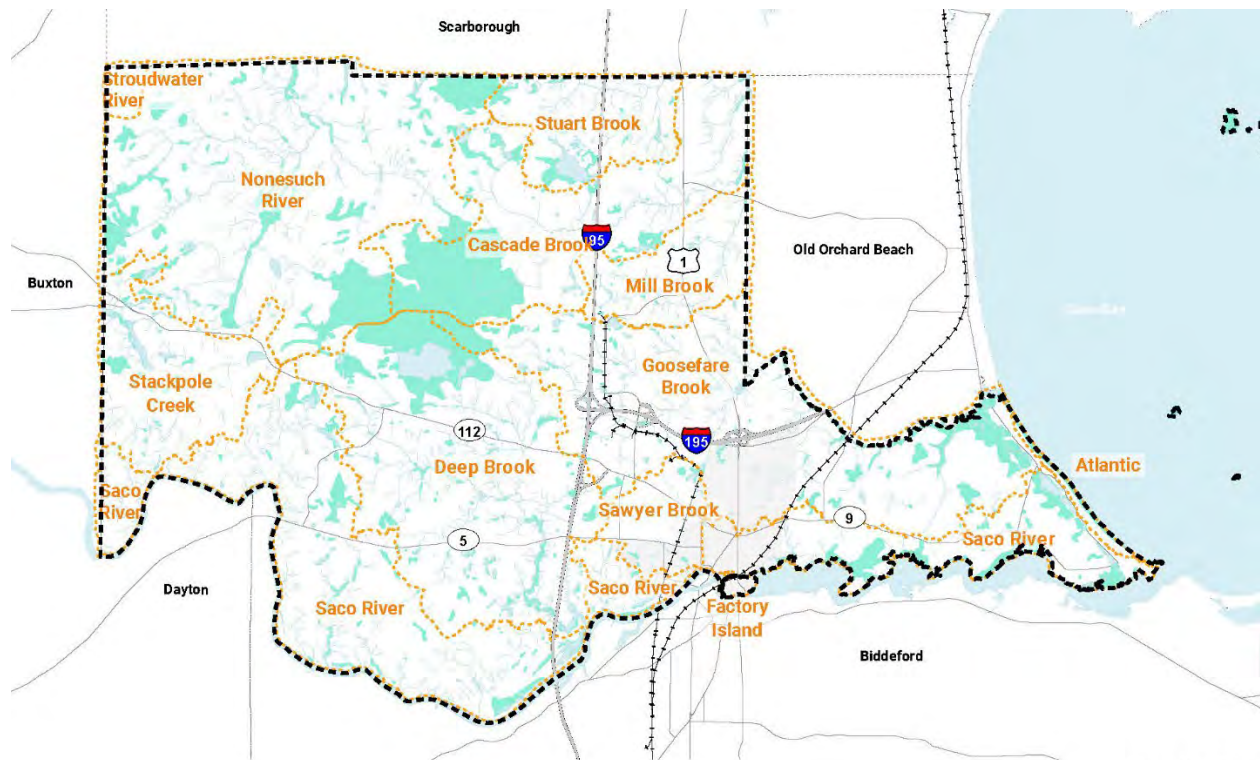 Scarborough
Stroudwater
River
Stuart Brook
Nonesuch
River
Cascade Brook
95
Old Orchard Beach
1
Buxton
Mill Brook
Goosefare
Brook
Stackpole
Creek
112
195
Deep Brook
Atlantic
Saco
River
Sawyer Brook
9
5
Saco River
Dayton
Saco River
Saco River
Factory
Island
Biddeford